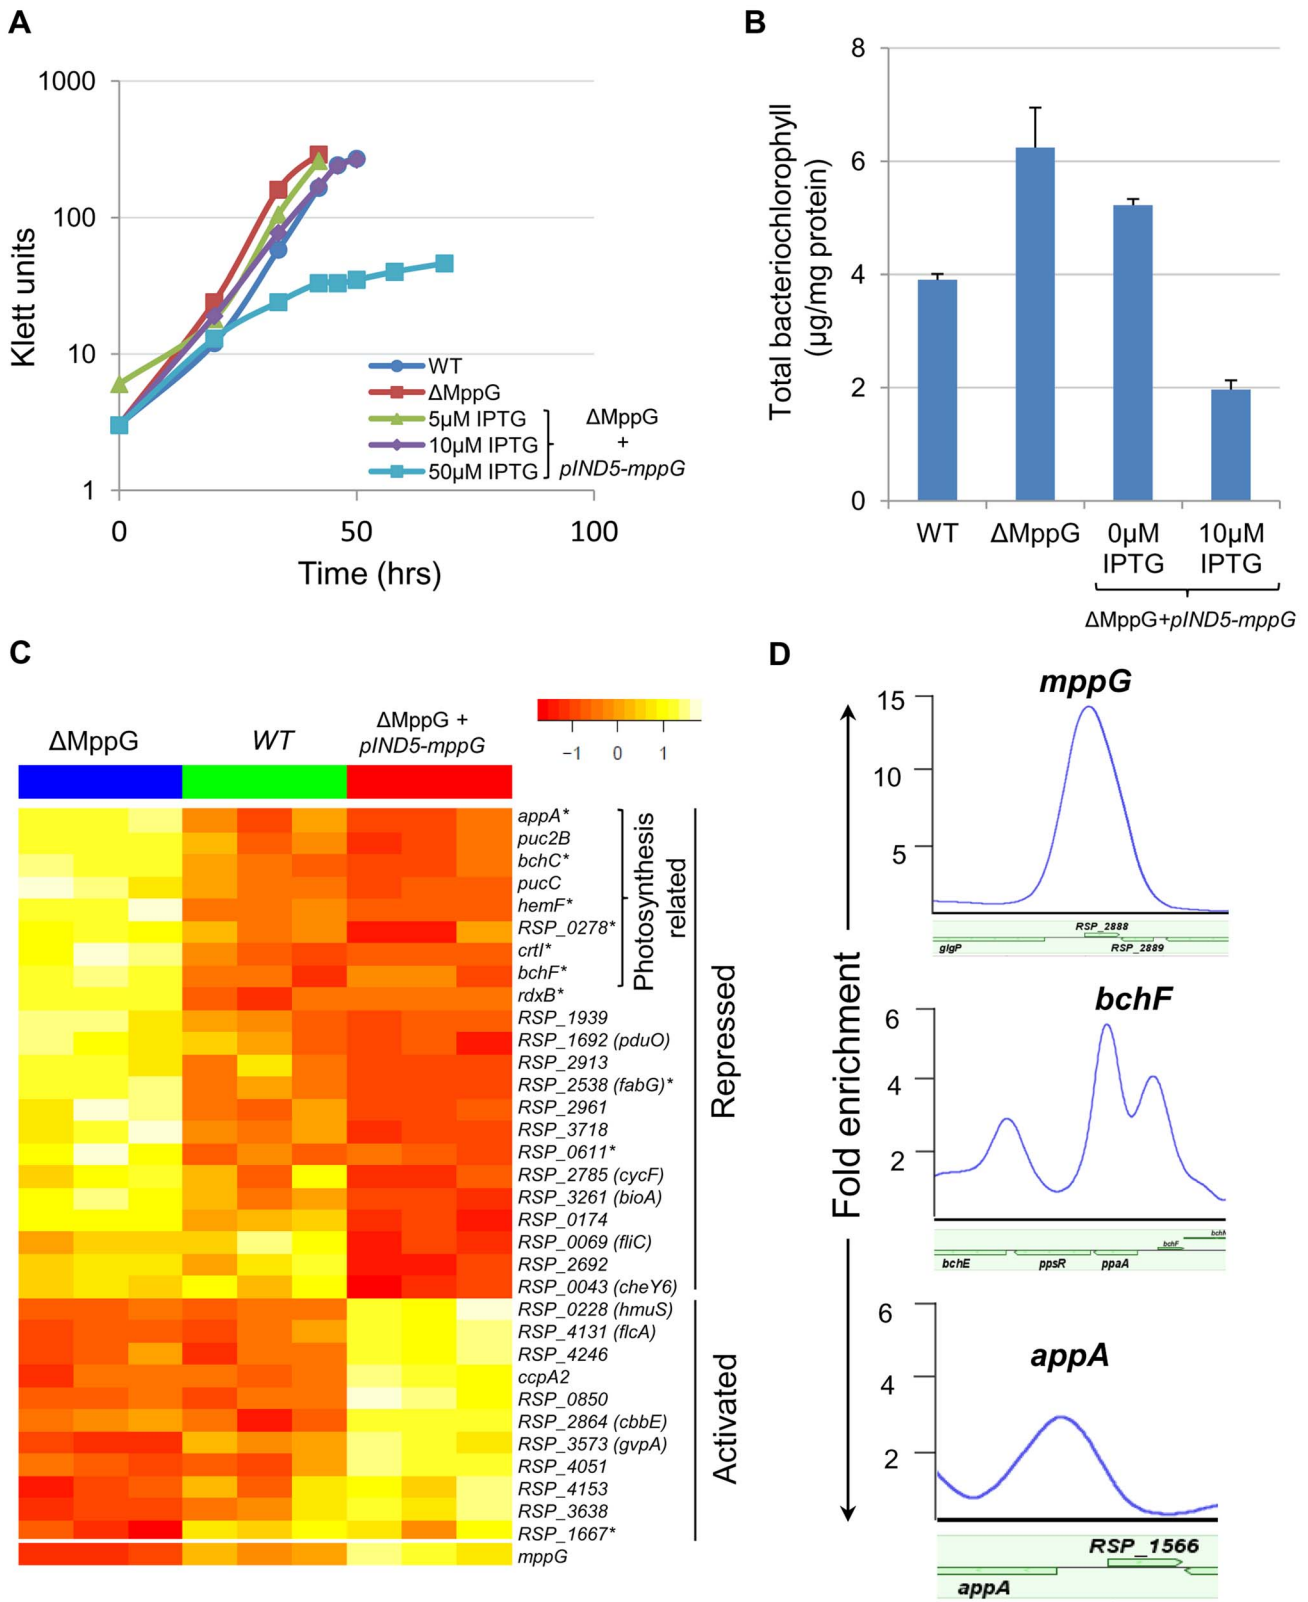 A
1000
100
10
1
Klett units
0
50
100
Time (hrs)
WT
ΔMppG
5µM IPTG
10µM IPTG
50µM IPTG
ΔMppG
+
pIND5-mppG
B
8
6
4
2
0
Total bacteriochlorophyll
(µg/mg protein)
WT
ΔMppG
0µM
IPTG
10µM
IPTG
ΔMppG+pIND5-mppG
C
ΔMppG
WT
ΔMppG +
pIND5-mppG
−1
0
1
appA*
puc2B
bchC*
pucC
hemF*
RSP_0278*
crtI*
bchF*
rdxB*
RSP_1939
RSP_1692 (pduO)
RSP_2913
RSP_2538 (fabG)*
RSP_2961
RSP_3718
RSP_0611*
RSP_2785 (cycF)
RSP_3261 (bioA)
RSP_0174
RSP_0069 (fliC)
RSP_2692
RSP_0043 (cheY6)
RSP_0228 (hmuS)
RSP_4131 (flcA)
RSP_4246
ccpA2
RSP_0850
RSP_2864 (cbbE)
RSP_3573 (gvpA)
RSP_4051
RSP_4153
RSP_3638
RSP_1667*
mppG
Photosynthesis
related
Repressed
Activated
D
Fold enrichment
mppG
15
10
5
RSP_2888
glgP
RSP_2889
bchF
6
4
2
bchF
bchE
ppsR
ppaA
appA
6
4
2
RSP_1566
appA